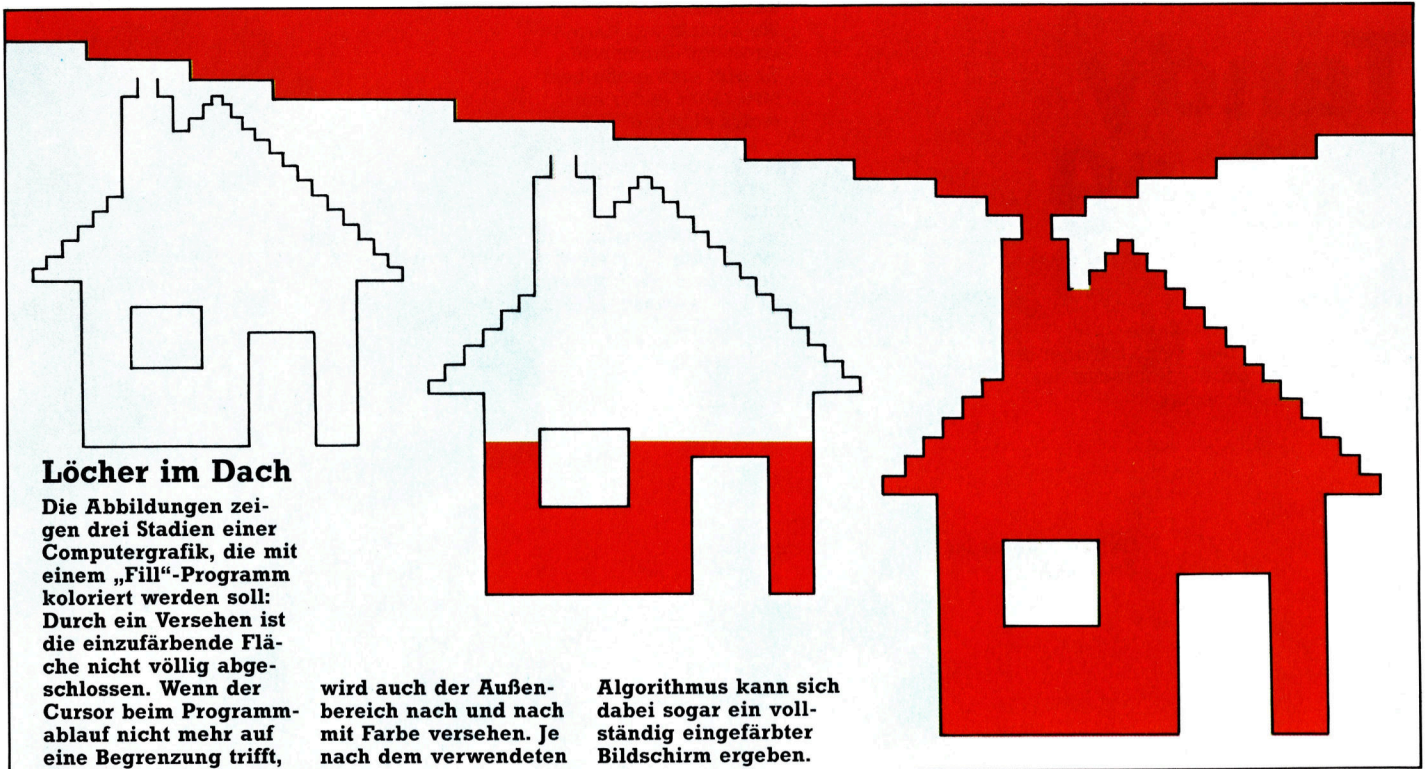 Löcher im Dach
Die Abbildungen zei-
gen drei Stadien einer
Computergrafik, die mit
einem „Fill“-Programm
koloriert werden soll:
Durch ein Versehen ist
die einzufärbende Flä-
che nicht völlig abge-
schlossen. Wenn der
Cursor beim Programm-
ablauf nicht mehr auf
eine Begrenzung trifft,
wird auch der Außen-
bereich nach und nach
mit Farbe versehen. Je
nach dem verwendeten
Algorithmus kann sich
dabei sogar ein voll-
ständig eingefärbter
Bildschirm ergeben.